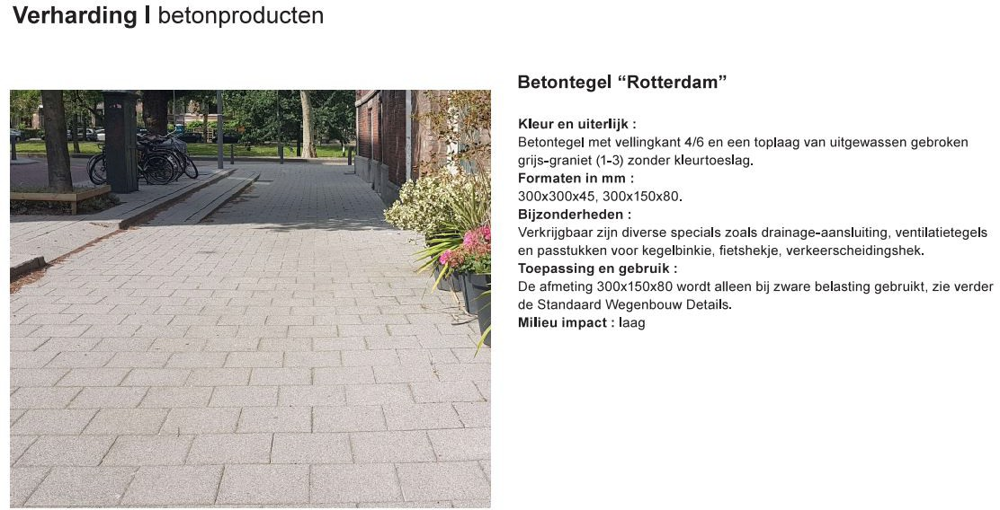 Verharding l betonproducten
Betontegel “Rotterdam”
Kleur en uiterlijk :
Betontegel met vellingkant 4/6 en een toplaag van uitgewassen gebroken
grijs-graniet (1-3) zonder kleurtoeslag.
Formaten in mm :
300x300x45, 300x150x80.
Bijzonderheden :
Verkrijgbaar zijn diverse specials zoals drainage-aansluiting, ventilatietegels
en passtukken voor kegelbinkie, fietshekje, verkeerscheidingshek.
Toepassing en gebruik :
De afmeting 300x150x80 wordt alleen bij zware belasting gebruikt, zie verder
de Standaard Wegenbouw Details.
Milieu impact : laag